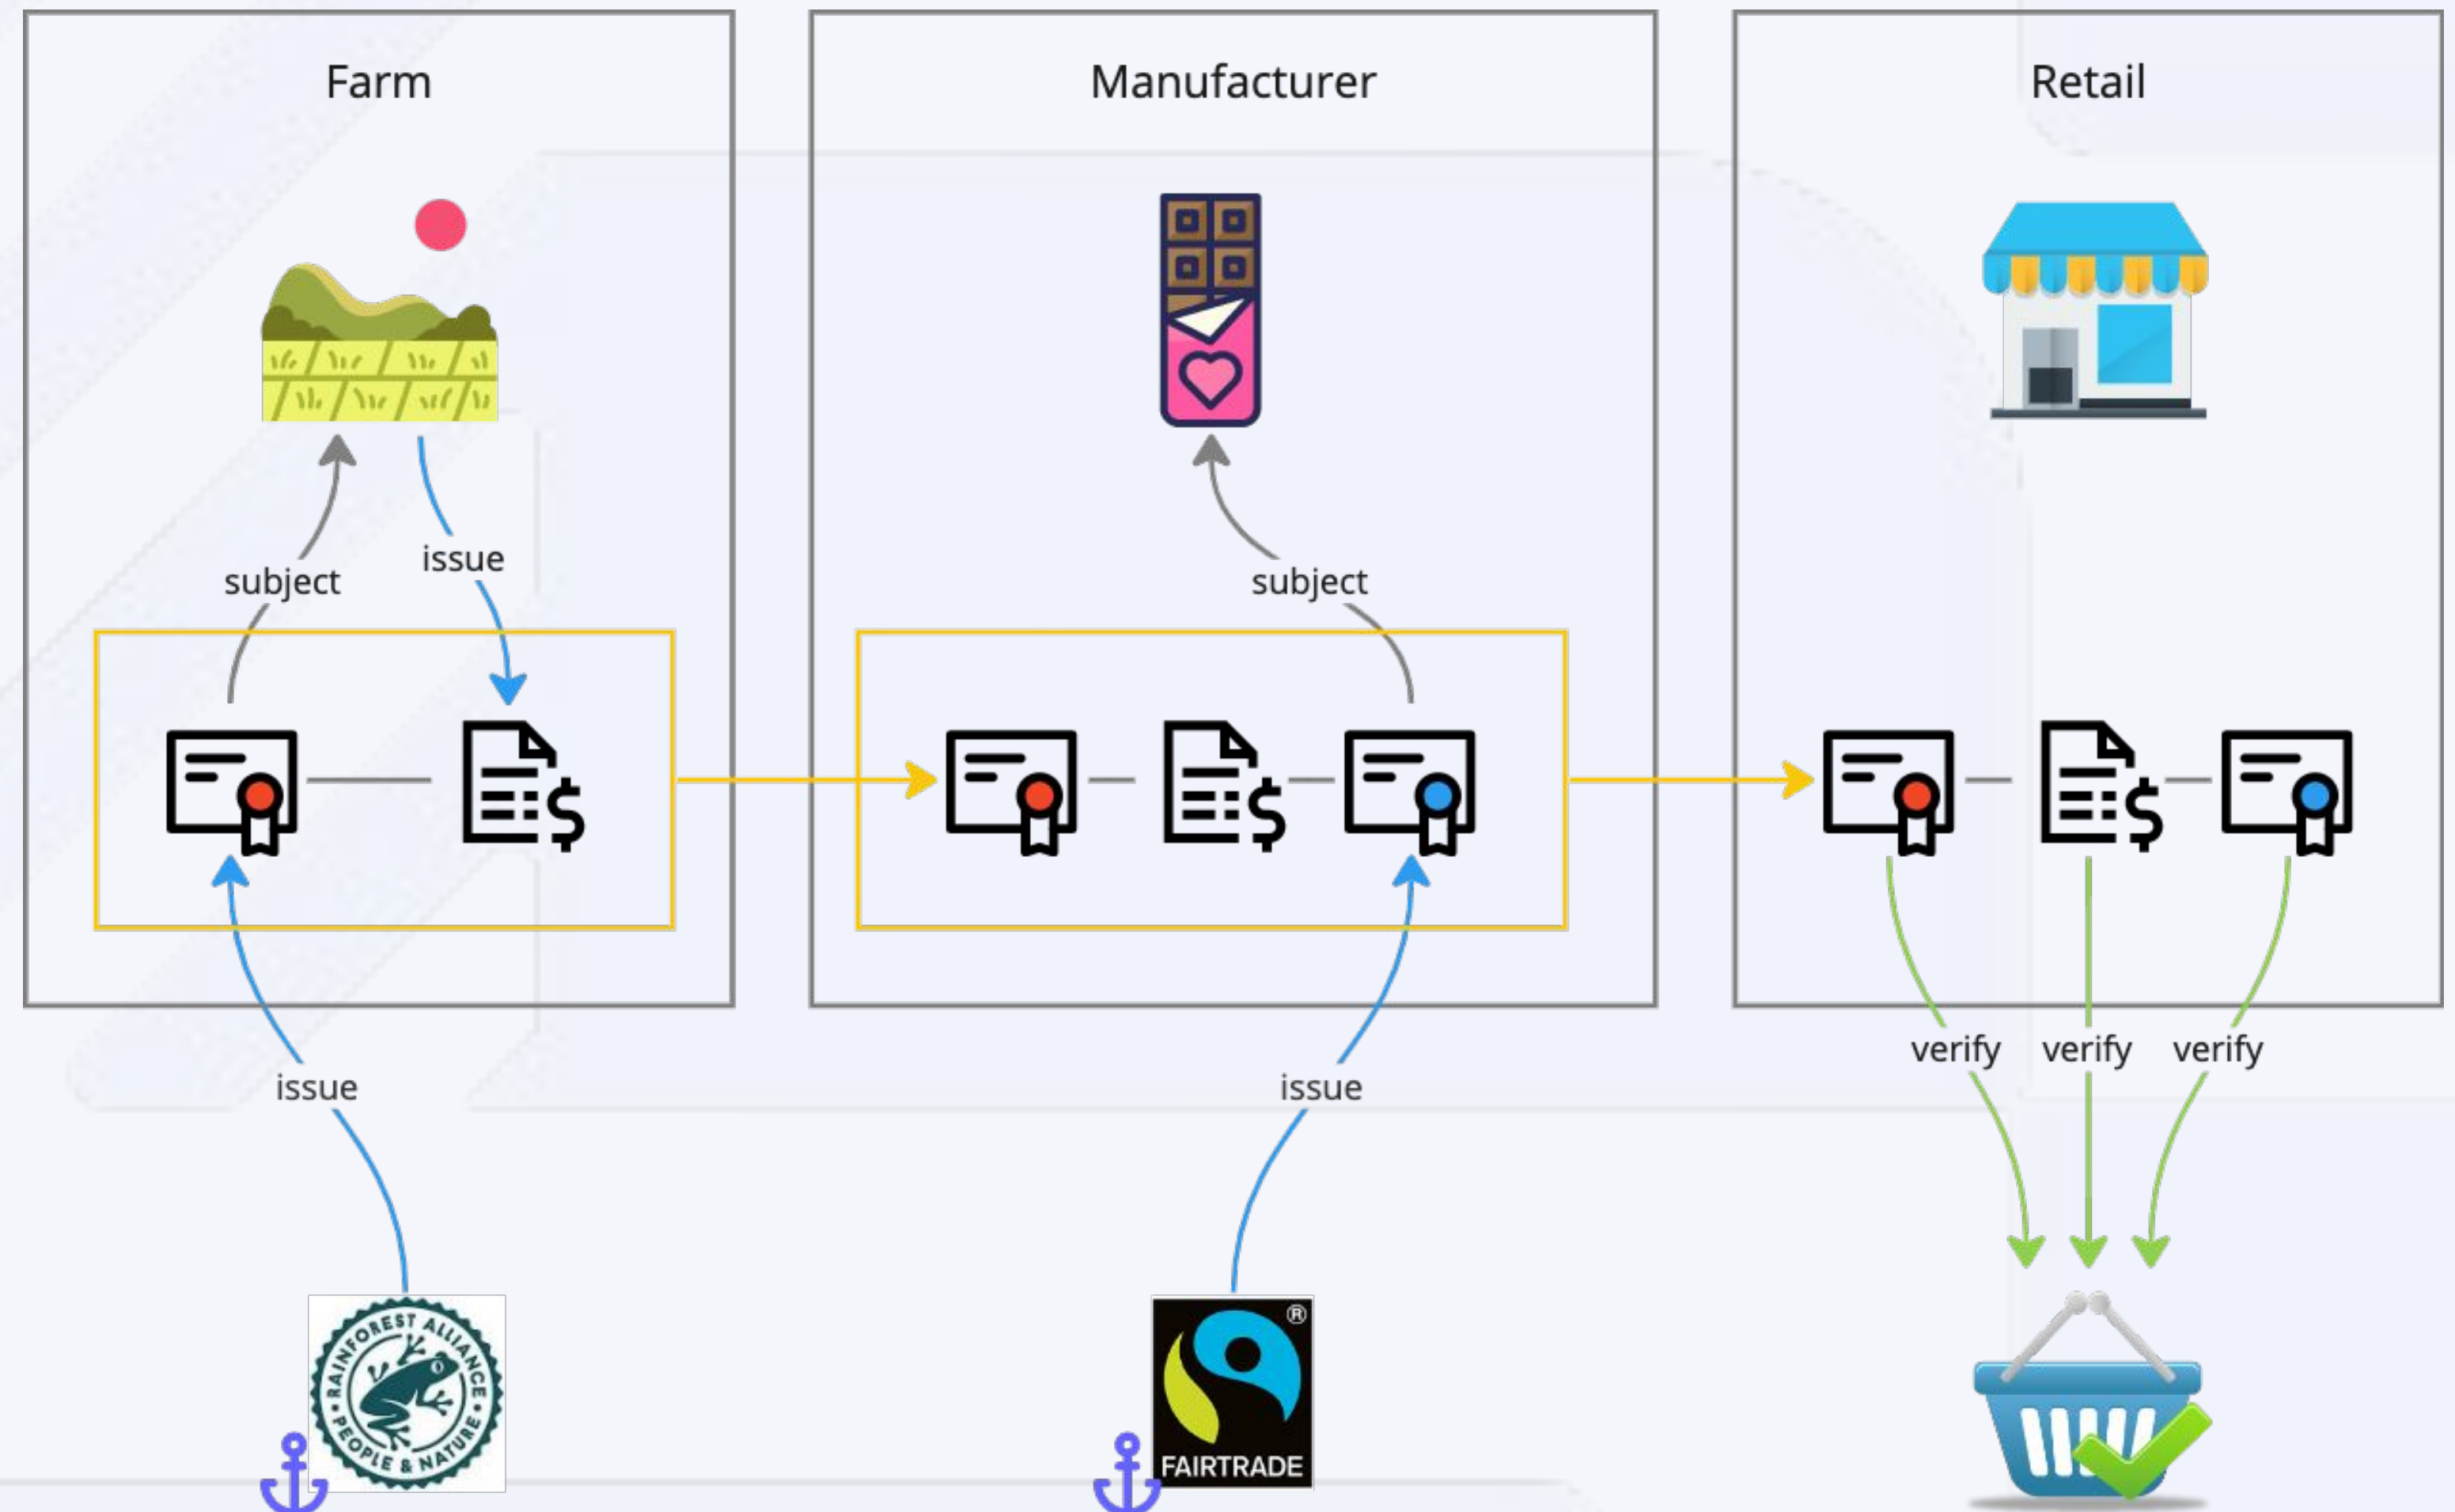 Farm
Manufacturer
Retail
issue
subject
subject
$
$
$
verify
verify
verify
issue
issue
RAINFOREST ALLIANCE
• PEOPLE & NATURE •
®
FAIRTRADE